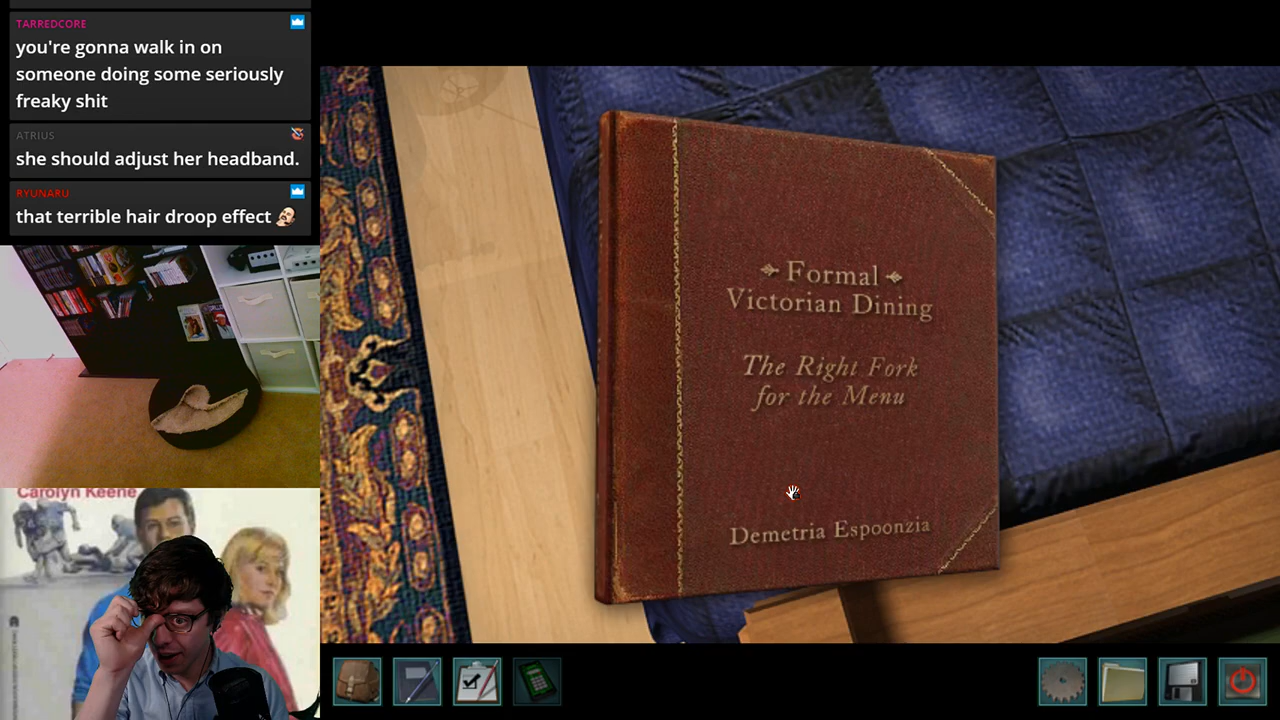 TARREDCORE
you're gonna walk in on
someone doing some seriously
freaky shit
ATRIUS
she should adjust her headband.
RYUNARU
that terrible hair droop effect
Carolyn Keene
Formal
Victorian Dining
The Right Fork
for the Menu
Demetria Espoonzia